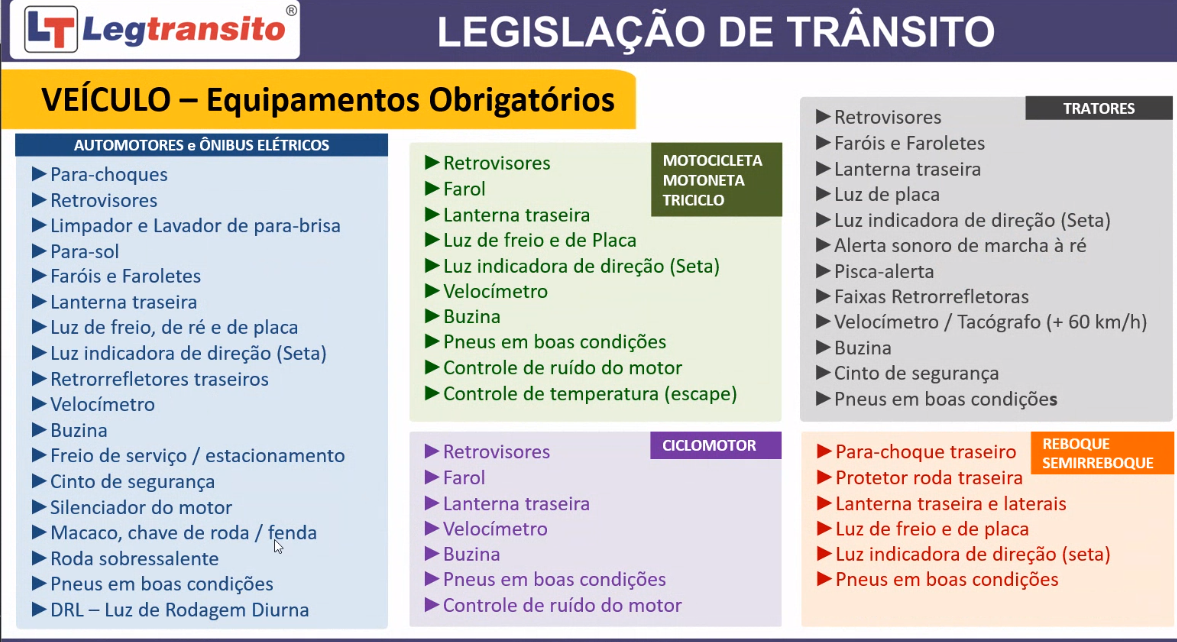 LT Legtransito®
LEGISLAÇÃO DE TRÂNSITO
VEÍCULO – Equipamentos Obrigatórios
AUTOMOTORES e ÔNIBUS ELÉTRICOS
Para-choques
Retrovisores
Limpador e Lavador de para-brisa
Para-sol
Faróis e Faroletes
Lanterna traseira
Luz de freio, de ré e de placa
Luz indicadora de direção (Seta)
Retrorrefletores traseiros
Velocímetro
Buzina
Freio de serviço / estacionamento
Cinto de segurança
Silenciador do motor
Macaco, chave de roda / fenda
Roda sobressalente
Pneus em boas condições
DRL – Luz de Rodagem Diurna
MOTOCICLETA
MOTONETA
TRICICLO
Retrovisores
Farol
Lanterna traseira
Luz de freio e de Placa
Luz indicadora de direção (Seta)
Velocímetro
Buzina
Pneus em boas condições
Controle de ruído do motor
Controle de temperatura (escape)
CICLOMOTOR
Retrovisores
Farol
Lanterna traseira
Velocímetro
Buzina
Pneus em boas condições
Controle de ruído do motor
TRATORES
Retrovisores
Faróis e Faroletes
Lanterna traseira
Luz de placa
Luz indicadora de direção (Seta)
Alerta sonoro de marcha à ré
Pisca-alerta
Faixas Retrorrefletoras
Velocímetro / Tacógrafo (+ 60 km/h)
Buzina
Cinto de segurança
Pneus em boas condições
REBOQUE
SEMIRREBOQUE
Para-choque traseiro
Protetor roda traseira
Lanterna traseira e laterais
Luz de freio e de placa
Luz indicadora de direção (seta)
Pneus em boas condições